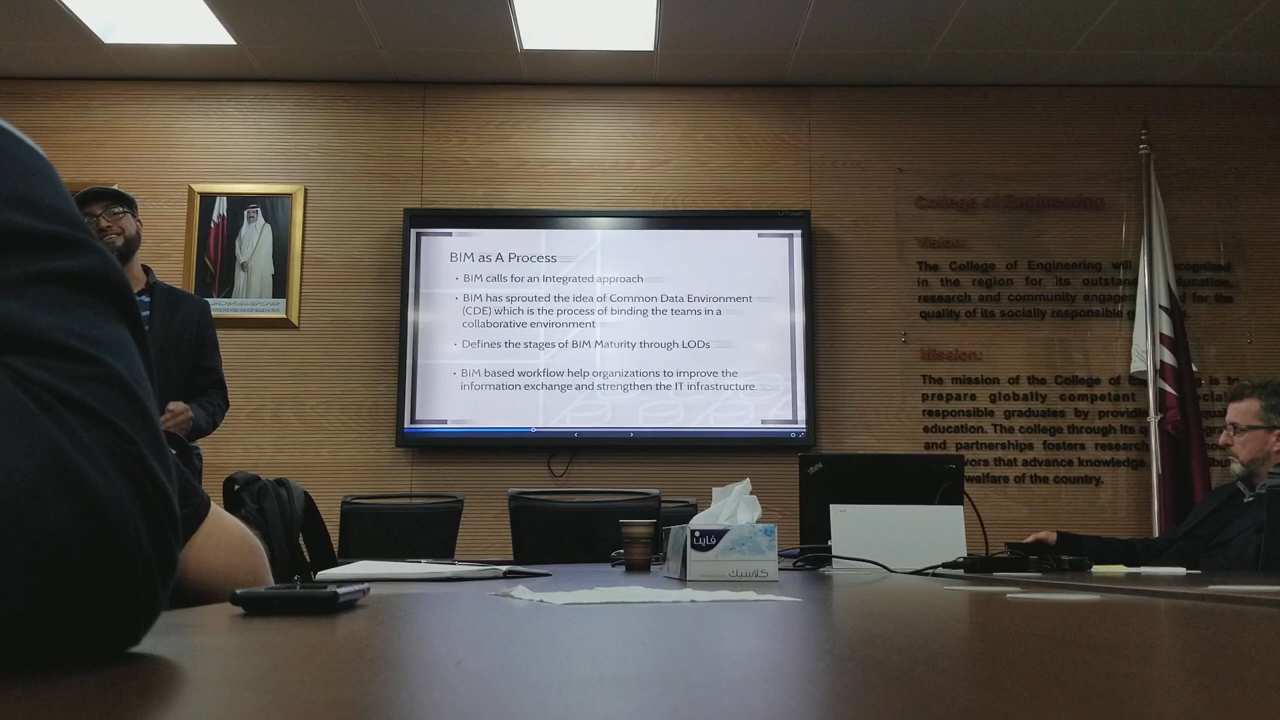 BIM as A Process
• BIM calls for an Integrated approach
• BIM has sprouted the idea of Common Data Environment
(CDE) which is the process of binding the teams in a
collaborative environment
• Defines the stages of BIM Maturity through LODs
• BIM based workflow help organizations to improve the
information exchange and strengthen the IT infrastructure.
College of Engineering
Vision:
The College of Engineering will
in the region for its
research and community for the
quality of its socially responsible
Mission:
The mission of the College of is to
prepare globally competent
responsible graduates by
education. The college through its
and partnerships fosters research
that advance knowledge
welfare of the country.
فاين
كلاسيك